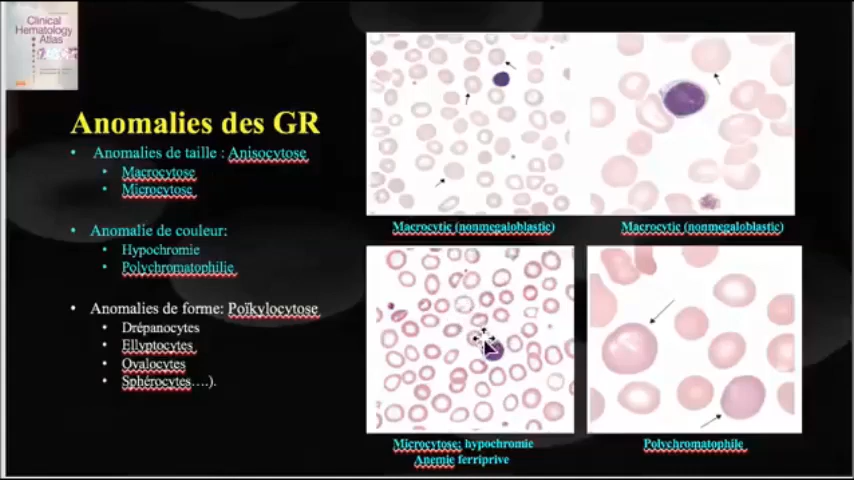 Clinical
Hematology
Atlas
Anomalies des GR
• Anomalies de taille : Anisocytose
• Macrocytose
• Microcytose
• Anomalie de couleur:
• Hypochromie
• Polychromatophilie
• Anomalies de forme: Poïkylocytose
• Drépanocytes
• Ellyptocytes
• Ovalocytes
• Sphérocytes….).
Macrocytic (nonmegaloblastic)
Macrocytic (nonmegaloblastic)
Microcytose: hypochromie
Anemie ferriprive
Polychromatophile